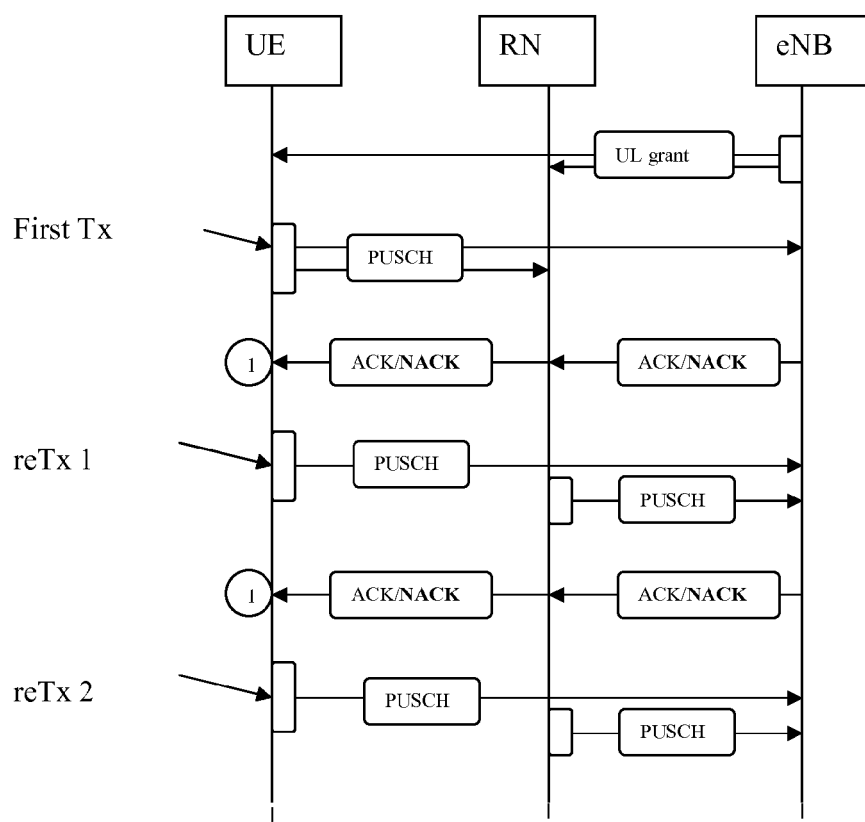 UE
RN
eNB
UL grant
First Tx
PUSCH
1
ACK/NACK
ACK/NACK
reTx 1
PUSCH
PUSCH
1
ACK/NACK
ACK/NACK
reTx 2
PUSCH
PUSCH